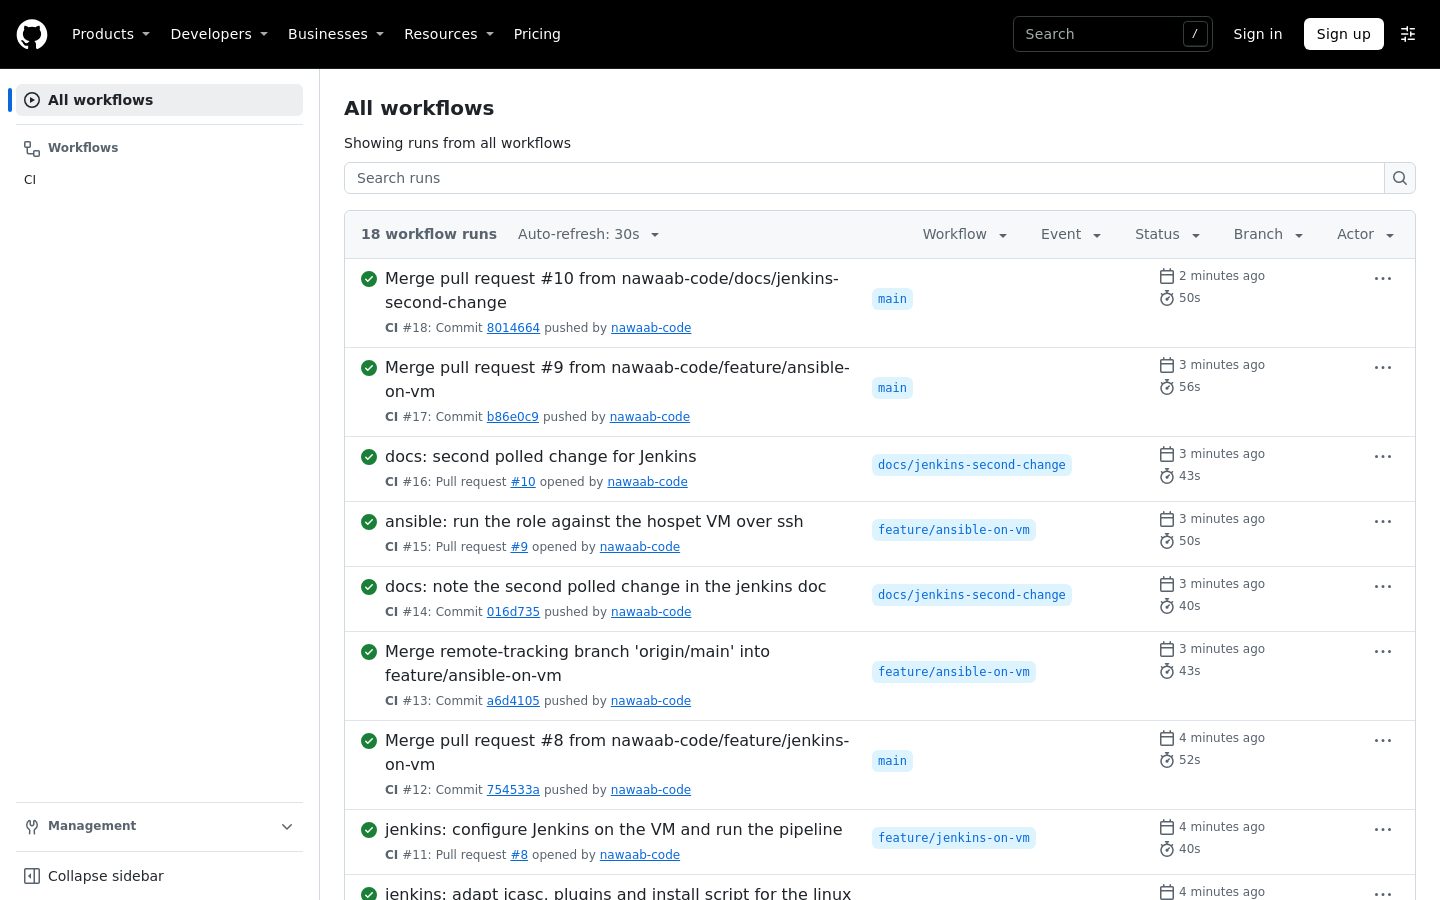 Products Developers Businesses Resources Pricing Search / Sign in Sign up
All workflows
Workflows
CI
Management
Collapse sidebar
All workflows
Showing runs from all workflows
Search runs
18 workflow runs Auto-refresh: 30s Workflow Event Status Branch Actor
Merge pull request #10 from nawaab-code/docs/jenkins-
second-change
CI #18: Commit 8014664 pushed by nawaab-code
main
2 minutes ago
50s
Merge pull request #9 from nawaab-code/feature/ansible-
on-vm
CI #17: Commit b86e0c9 pushed by nawaab-code
main
3 minutes ago
56s
docs: second polled change for Jenkins
CI #16: Pull request #10 opened by nawaab-code
docs/jenkins-second-change
3 minutes ago
43s
ansible: run the role against the hospet VM over ssh
CI #15: Pull request #9 opened by nawaab-code
feature/ansible-on-vm
3 minutes ago
50s
docs: note the second polled change in the jenkins doc
CI #14: Commit 016d735 pushed by nawaab-code
docs/jenkins-second-change
3 minutes ago
40s
Merge remote-tracking branch 'origin/main' into
feature/ansible-on-vm
CI #13: Commit a6d4105 pushed by nawaab-code
feature/ansible-on-vm
3 minutes ago
43s
Merge pull request #8 from nawaab-code/feature/jenkins-
on-vm
CI #12: Commit 754533a pushed by nawaab-code
main
4 minutes ago
52s
jenkins: configure Jenkins on the VM and run the pipeline
CI #11: Pull request #8 opened by nawaab-code
feature/jenkins-on-vm
4 minutes ago
40s
jenkins: adapt jcasc, plugins and install script for the linux
4 minutes ago